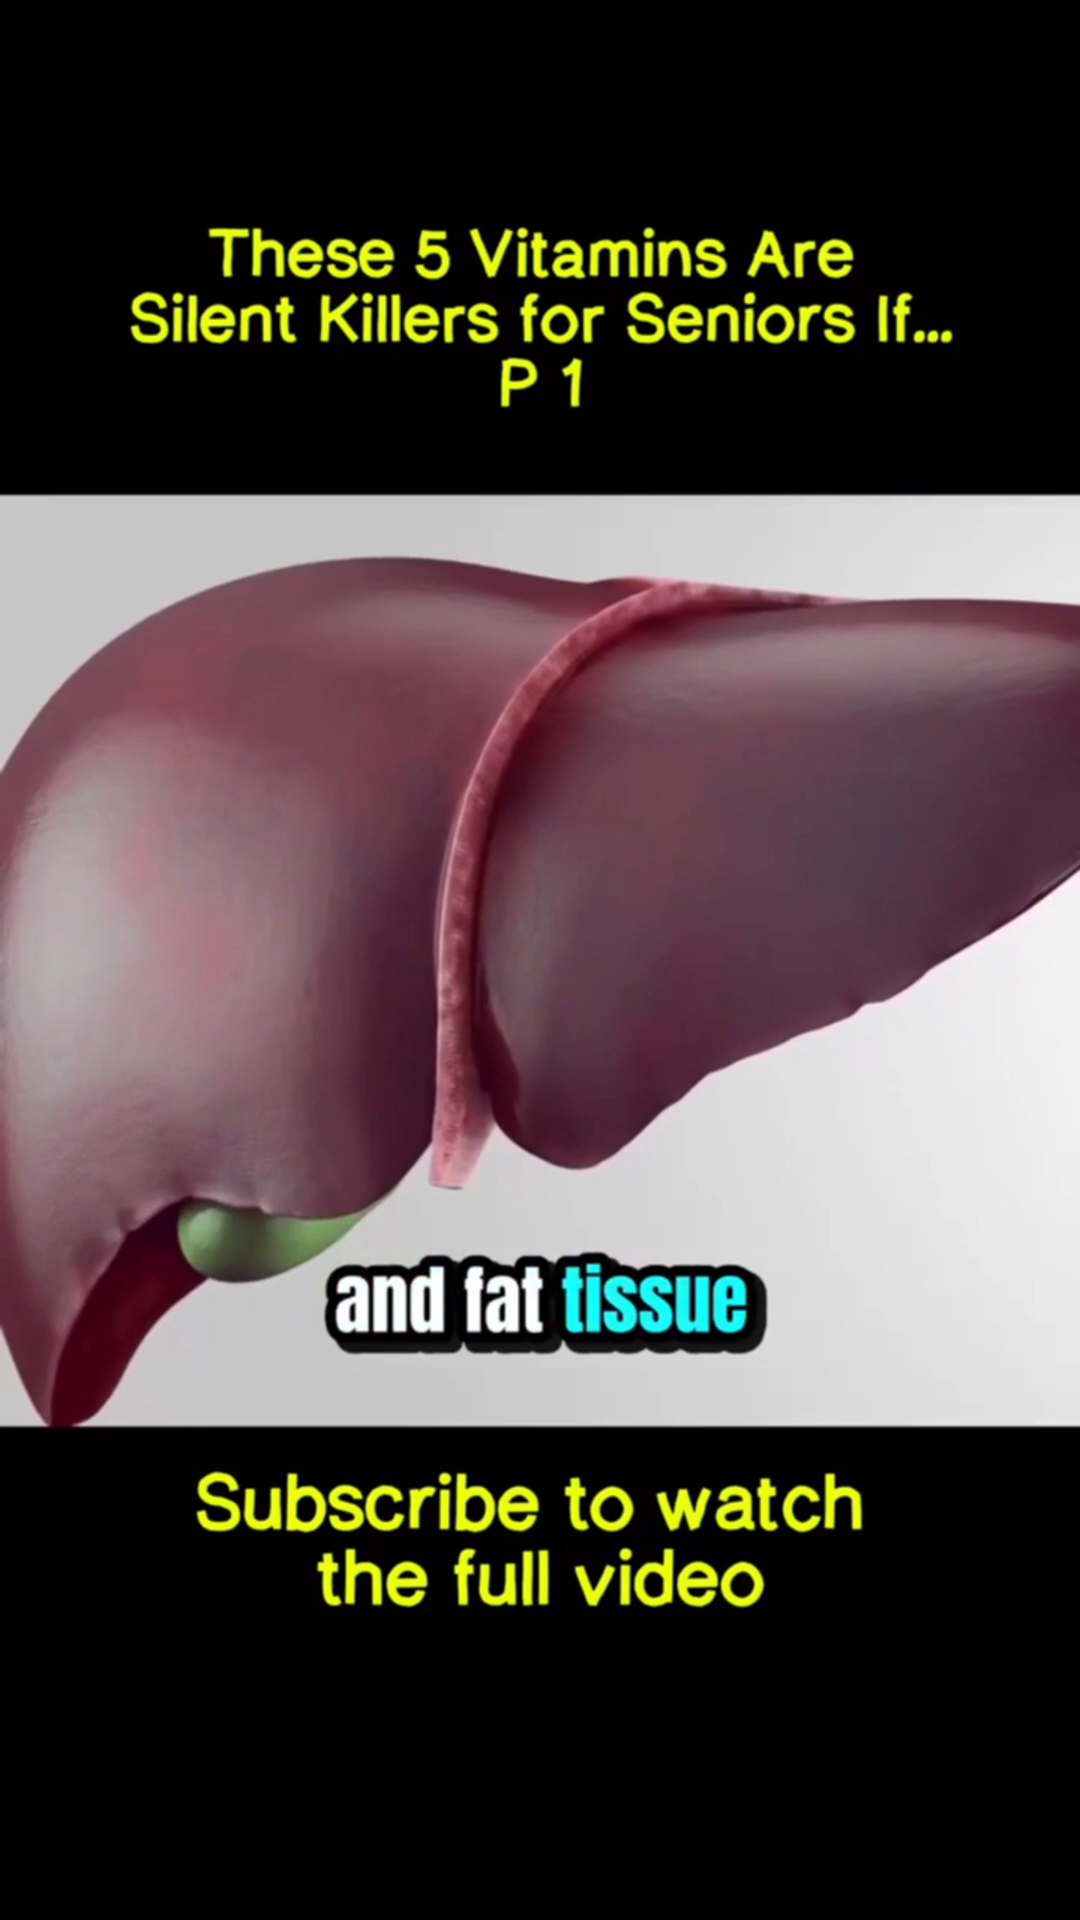 These 5 Vitamins Are
Silent Killers for Seniors If...
P 1
and fat tissue
Subscribe to watch
the full video